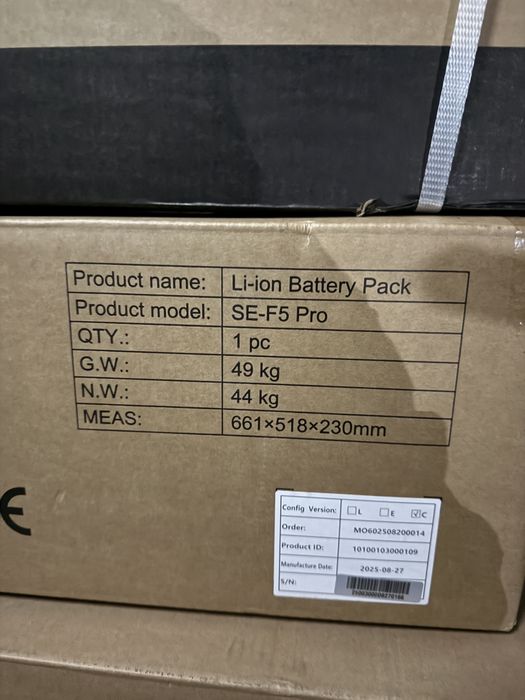 Product name: Li-ion Battery Pack
Product model: SE-F5 Pro
QTY.: 1 pc
G.W.: 49 kg
N.W.: 44 kg
MEAS: 661×518×230mm
CE
Config Version: ☐L ☐E ☑C
Order: MO602508200014
Product ID: 10100103000109
Manufacture Date: 2025-08-27
S/N: